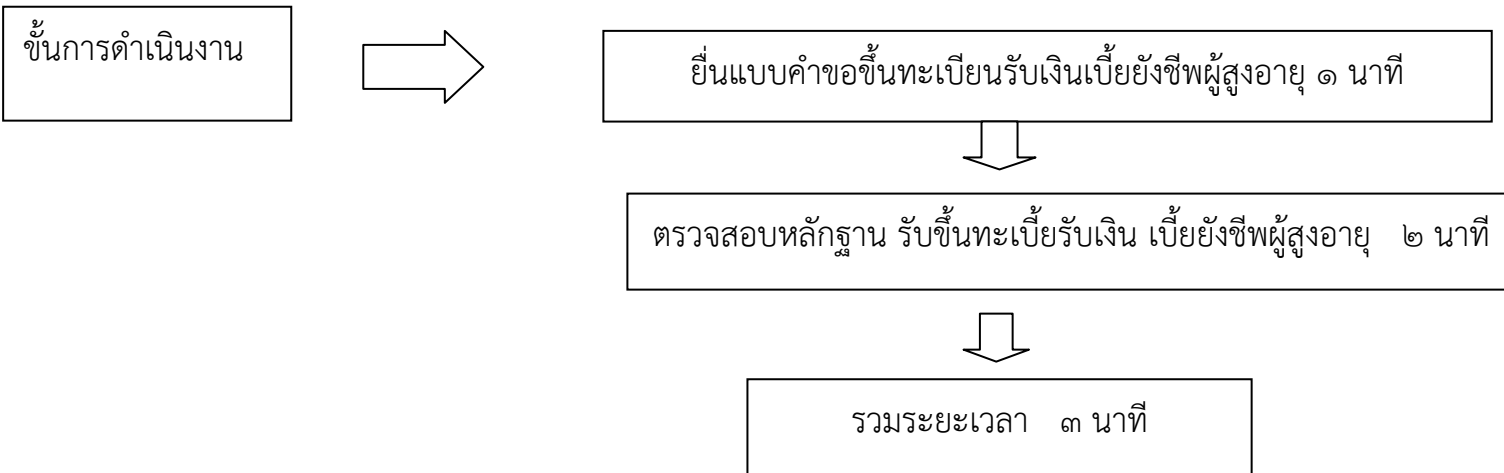 ขั้นการดำเนินงาน
ยื่นแบบคำขอขึ้นทะเบียนรับเงินเบี้ยยังชีพผู้สูงอายุ ๑ นาที
ตรวจสอบหลักฐาน รับขึ้นทะเบี้ยรับเงิน เบี้ยยังชีพผู้สูงอายุ ๒ นาที
รวมระยะเวลา ๓ นาที